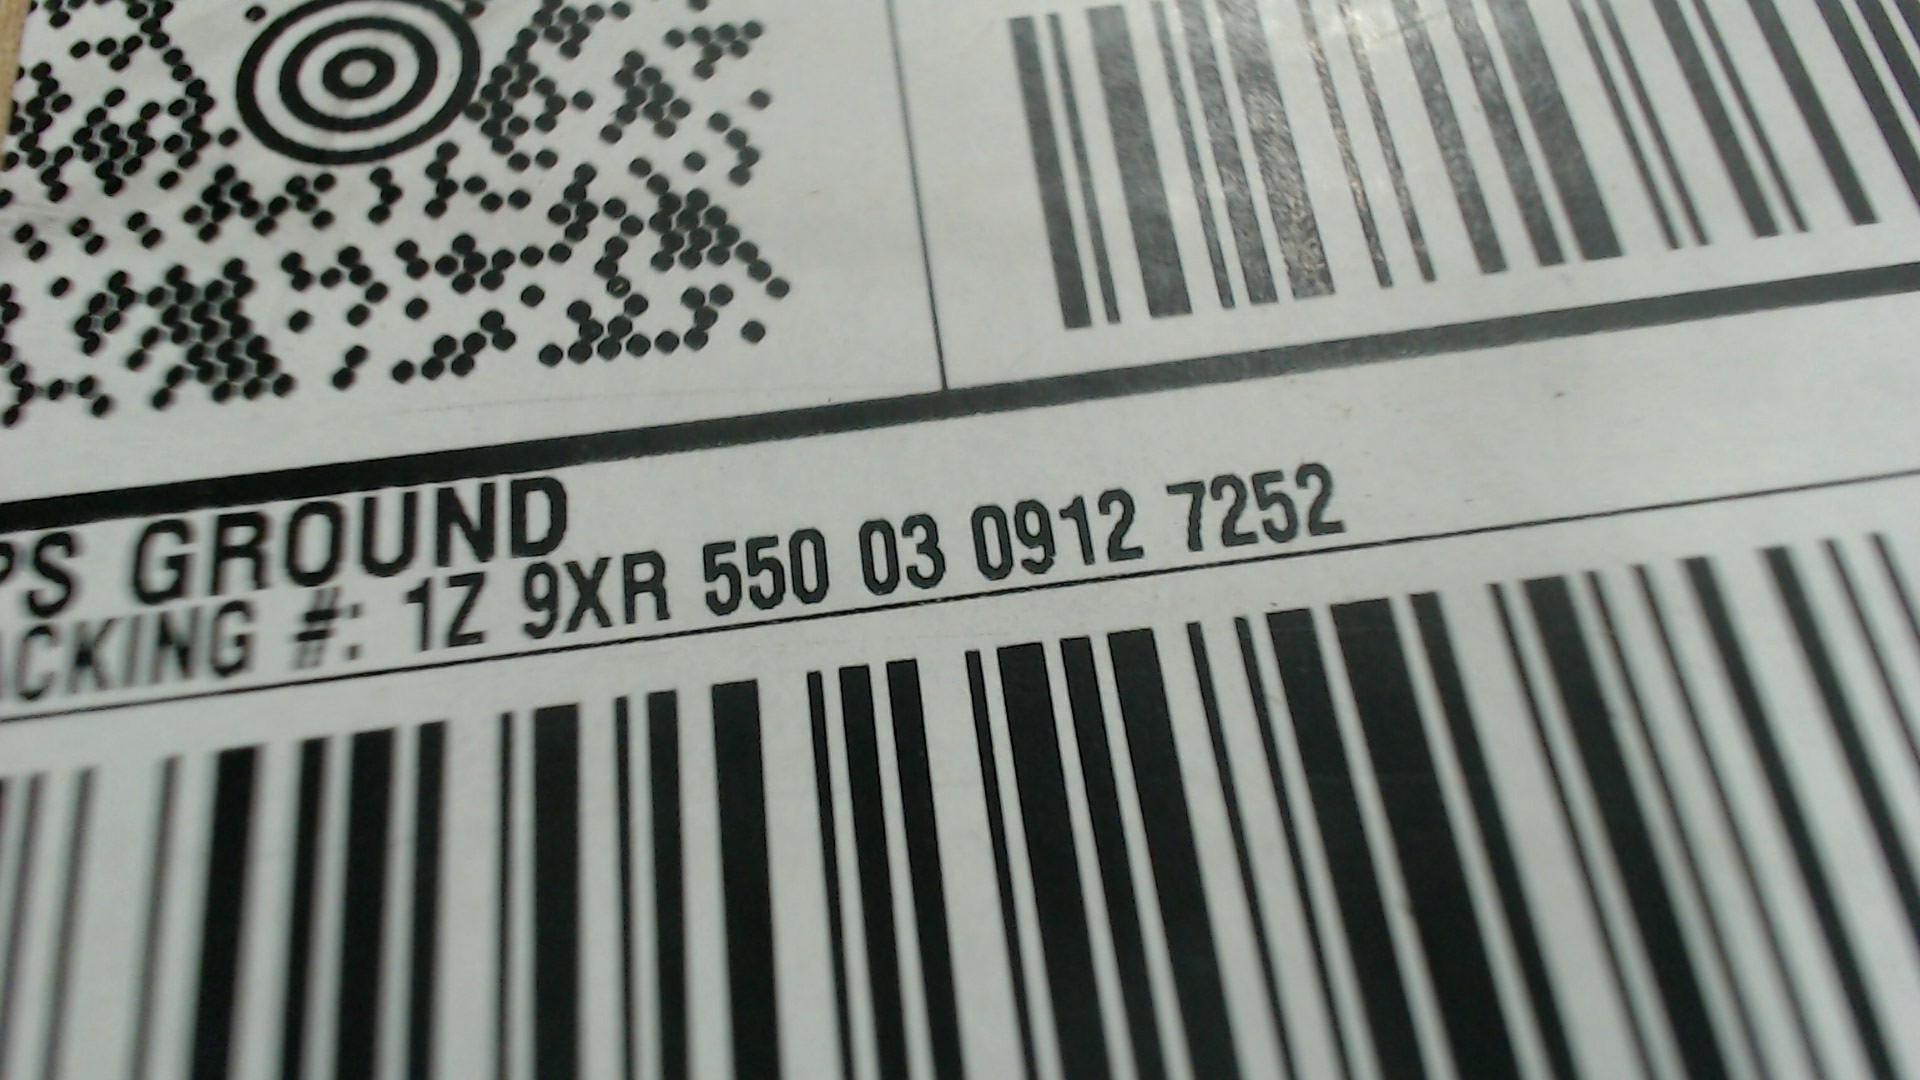 PS GROUND
ACKING #: 1Z 9XR 550 03 0912 7252